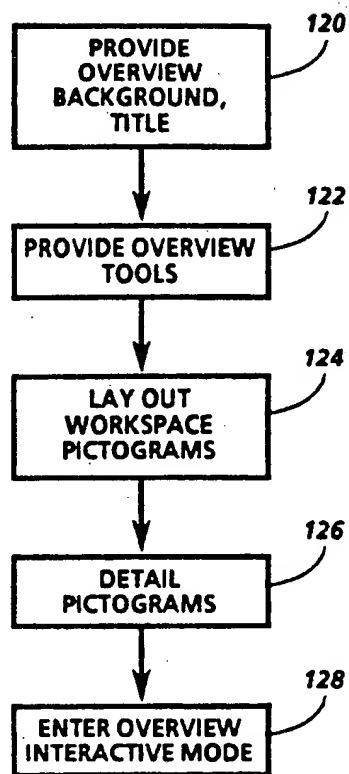 120
PROVIDE
OVERVIEW
BACKGROUND,
TITLE
122
PROVIDE OVERVIEW
TOOLS
124
LAY OUT
WORKSPACE
PICTOGRAMS
126
DETAIL
PICTOGRAMS
128
ENTER OVERVIEW
INTERACTIVE MODE